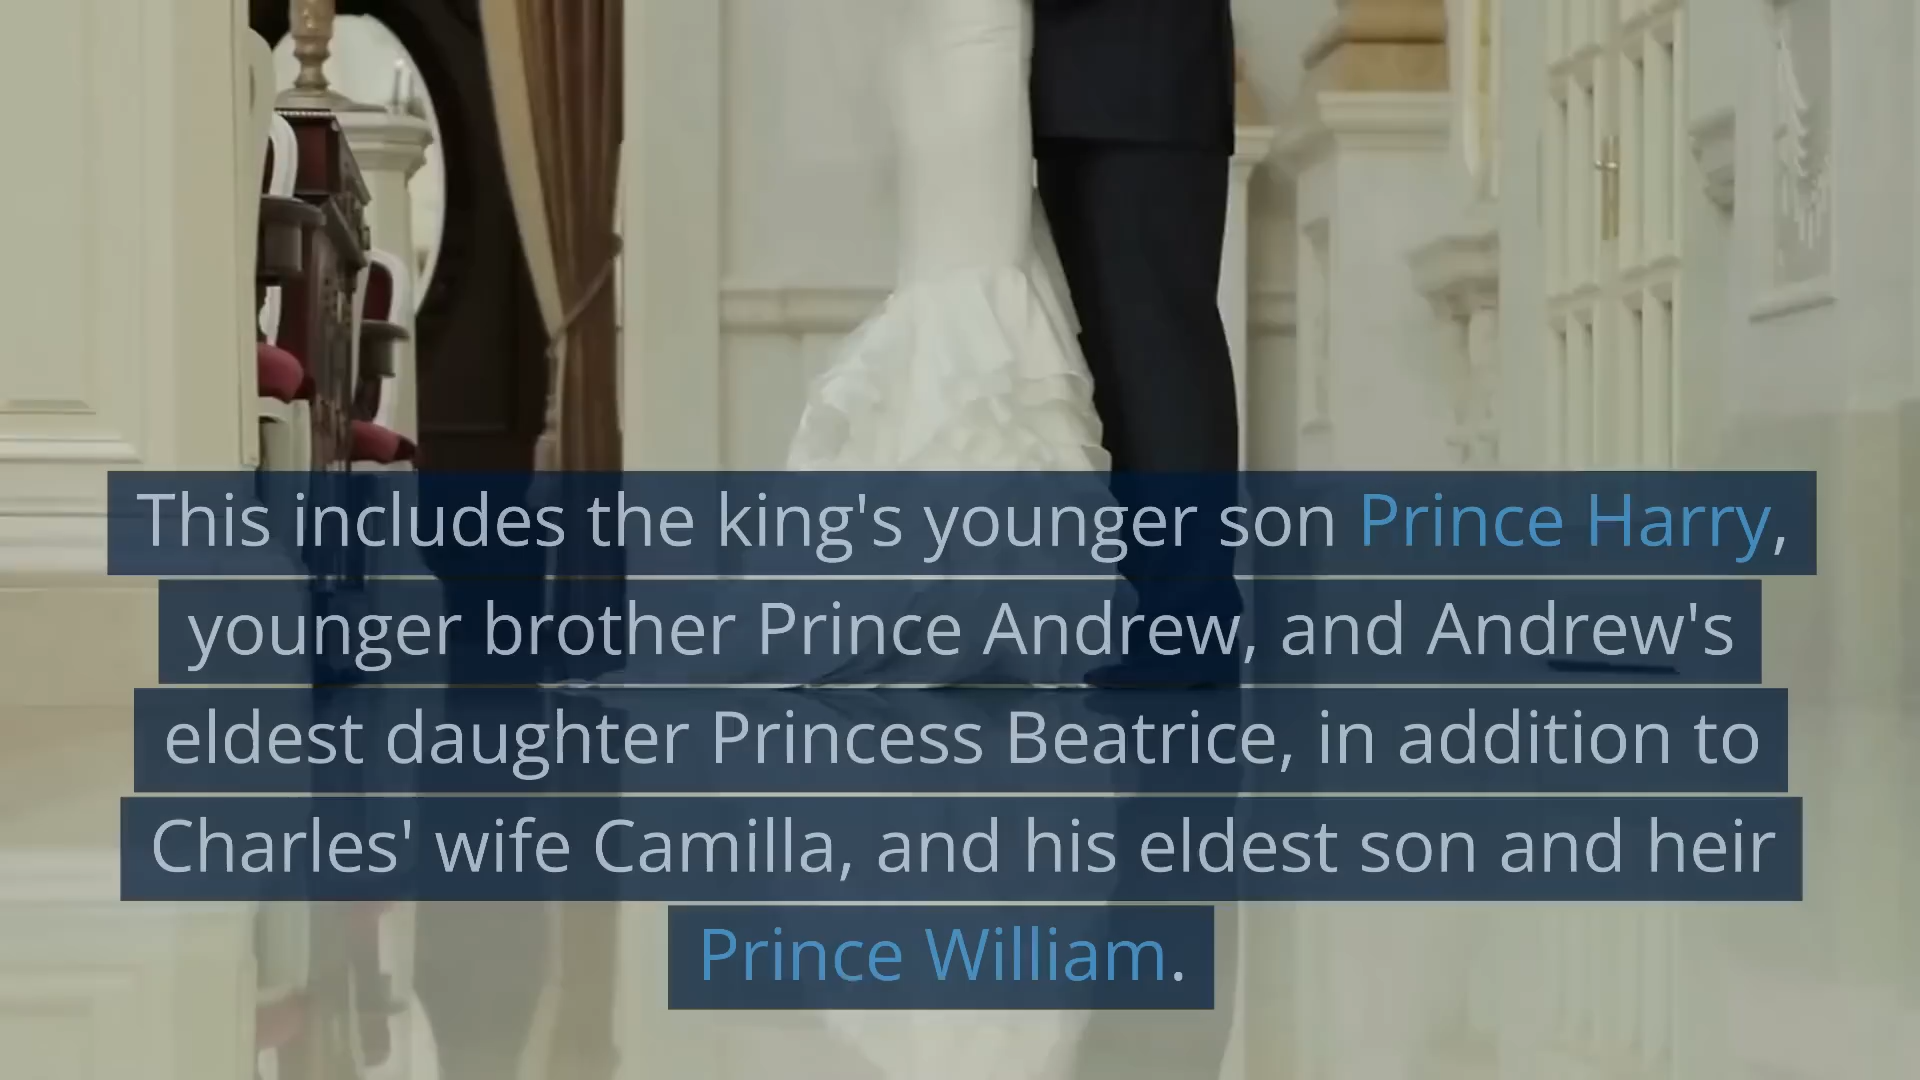 This includes the king's younger son Prince Harry,
younger brother Prince Andrew, and Andrew's
eldest daughter Princess Beatrice, in addition to
Charles' wife Camilla, and his eldest son and heir
Prince William.